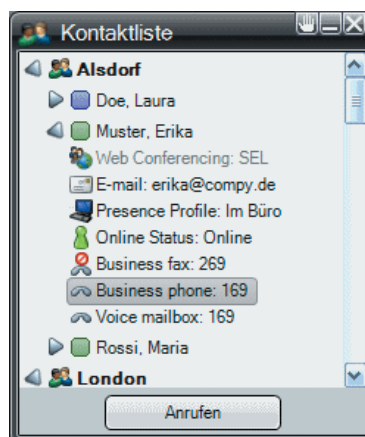 Kontaktliste
Alsdorf
Doe, Laura
Muster, Erika
Web Conferencing: SEL
E-mail: erika@compy.de
Presence Profile: Im Büro
Online Status: Online
Business fax: 269
Business phone: 169
Voice mailbox: 169
Rossi, Maria
London
Anrufen